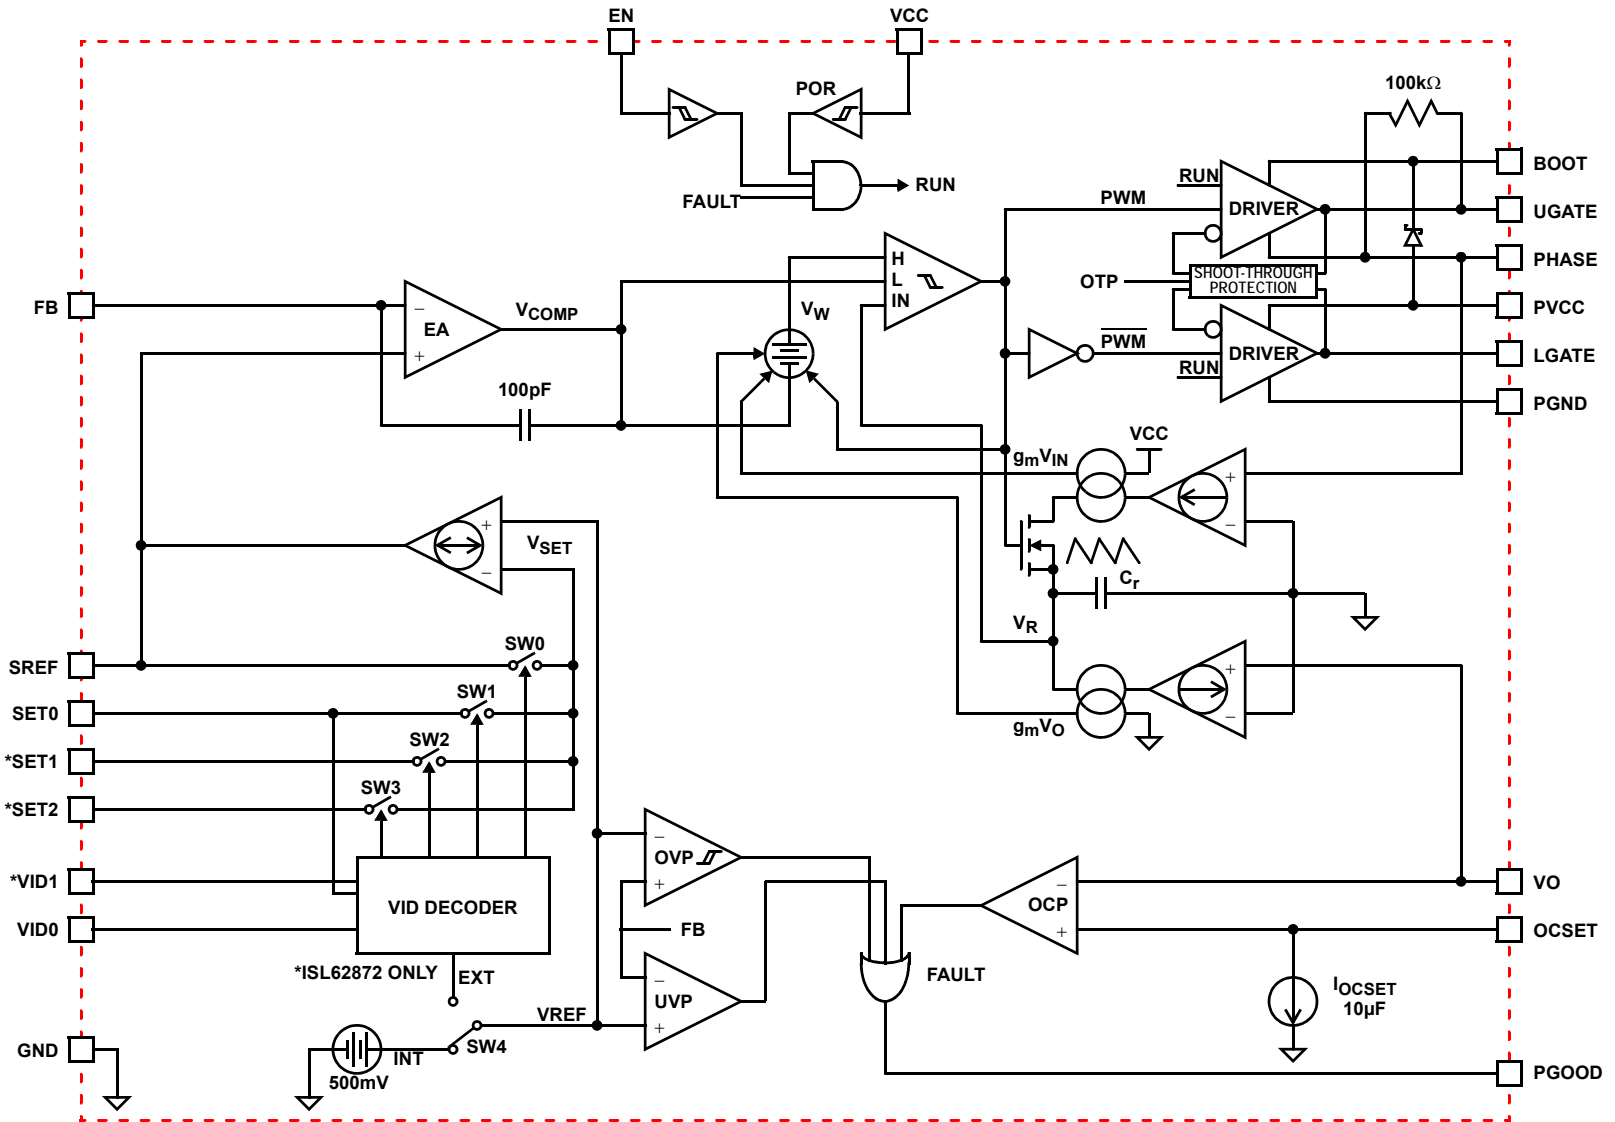 EN
VCC
POR
100kΩ
BOOT
RUN
RUN
FAULT
PWM
DRIVER
UGATE
H
L
IN
OTP
SHOOT-THROUGH
PROTECTION
PHASE
FB
−
EA
+
VCOMP
VW
PVCC
PWM
DRIVER
LGATE
RUN
100pF
PGND
gmVIN
VCC
+
−
+
−
VSET
Cr
VR
SREF
SW0
SET0
SW1
+
−
gmVO
*SET1
SW2
*SET2
SW3
−
OVP
+
*VID1
VID DECODER
VID0
FB
−
OCP
+
VO
OCSET
*ISL62872 ONLY
EXT
−
UVP
+
FAULT
IOCSET
10µF
VREF
SW4
GND
INT
500mV
PGOOD